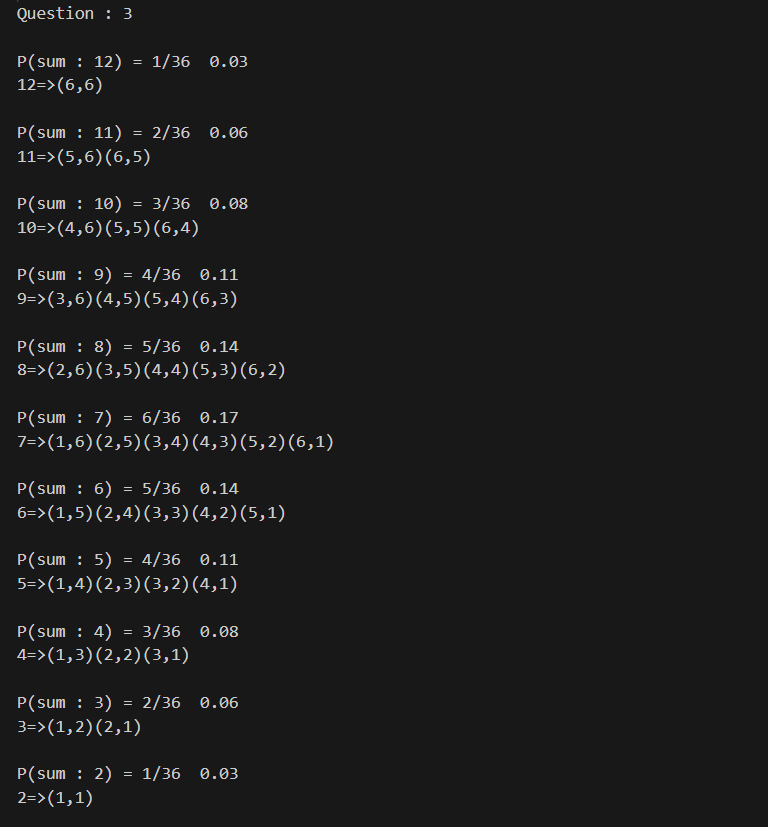 Question : 3
P(sum : 12) = 1/36  0.03
12=>(6,6)
P(sum : 11) = 2/36  0.06
11=>(5,6)(6,5)
P(sum : 10) = 3/36  0.08
10=>(4,6)(5,5)(6,4)
P(sum : 9) = 4/36  0.11
9=>(3,6)(4,5)(5,4)(6,3)
P(sum : 8) = 5/36  0.14
8=>(2,6)(3,5)(4,4)(5,3)(6,2)
P(sum : 7) = 6/36  0.17
7=>(1,6)(2,5)(3,4)(4,3)(5,2)(6,1)
P(sum : 6) = 5/36  0.14
6=>(1,5)(2,4)(3,3)(4,2)(5,1)
P(sum : 5) = 4/36  0.11
5=>(1,4)(2,3)(3,2)(4,1)
P(sum : 4) = 3/36  0.08
4=>(1,3)(2,2)(3,1)
P(sum : 3) = 2/36  0.06
3=>(1,2)(2,1)
P(sum : 2) = 1/36  0.03
2=>(1,1)